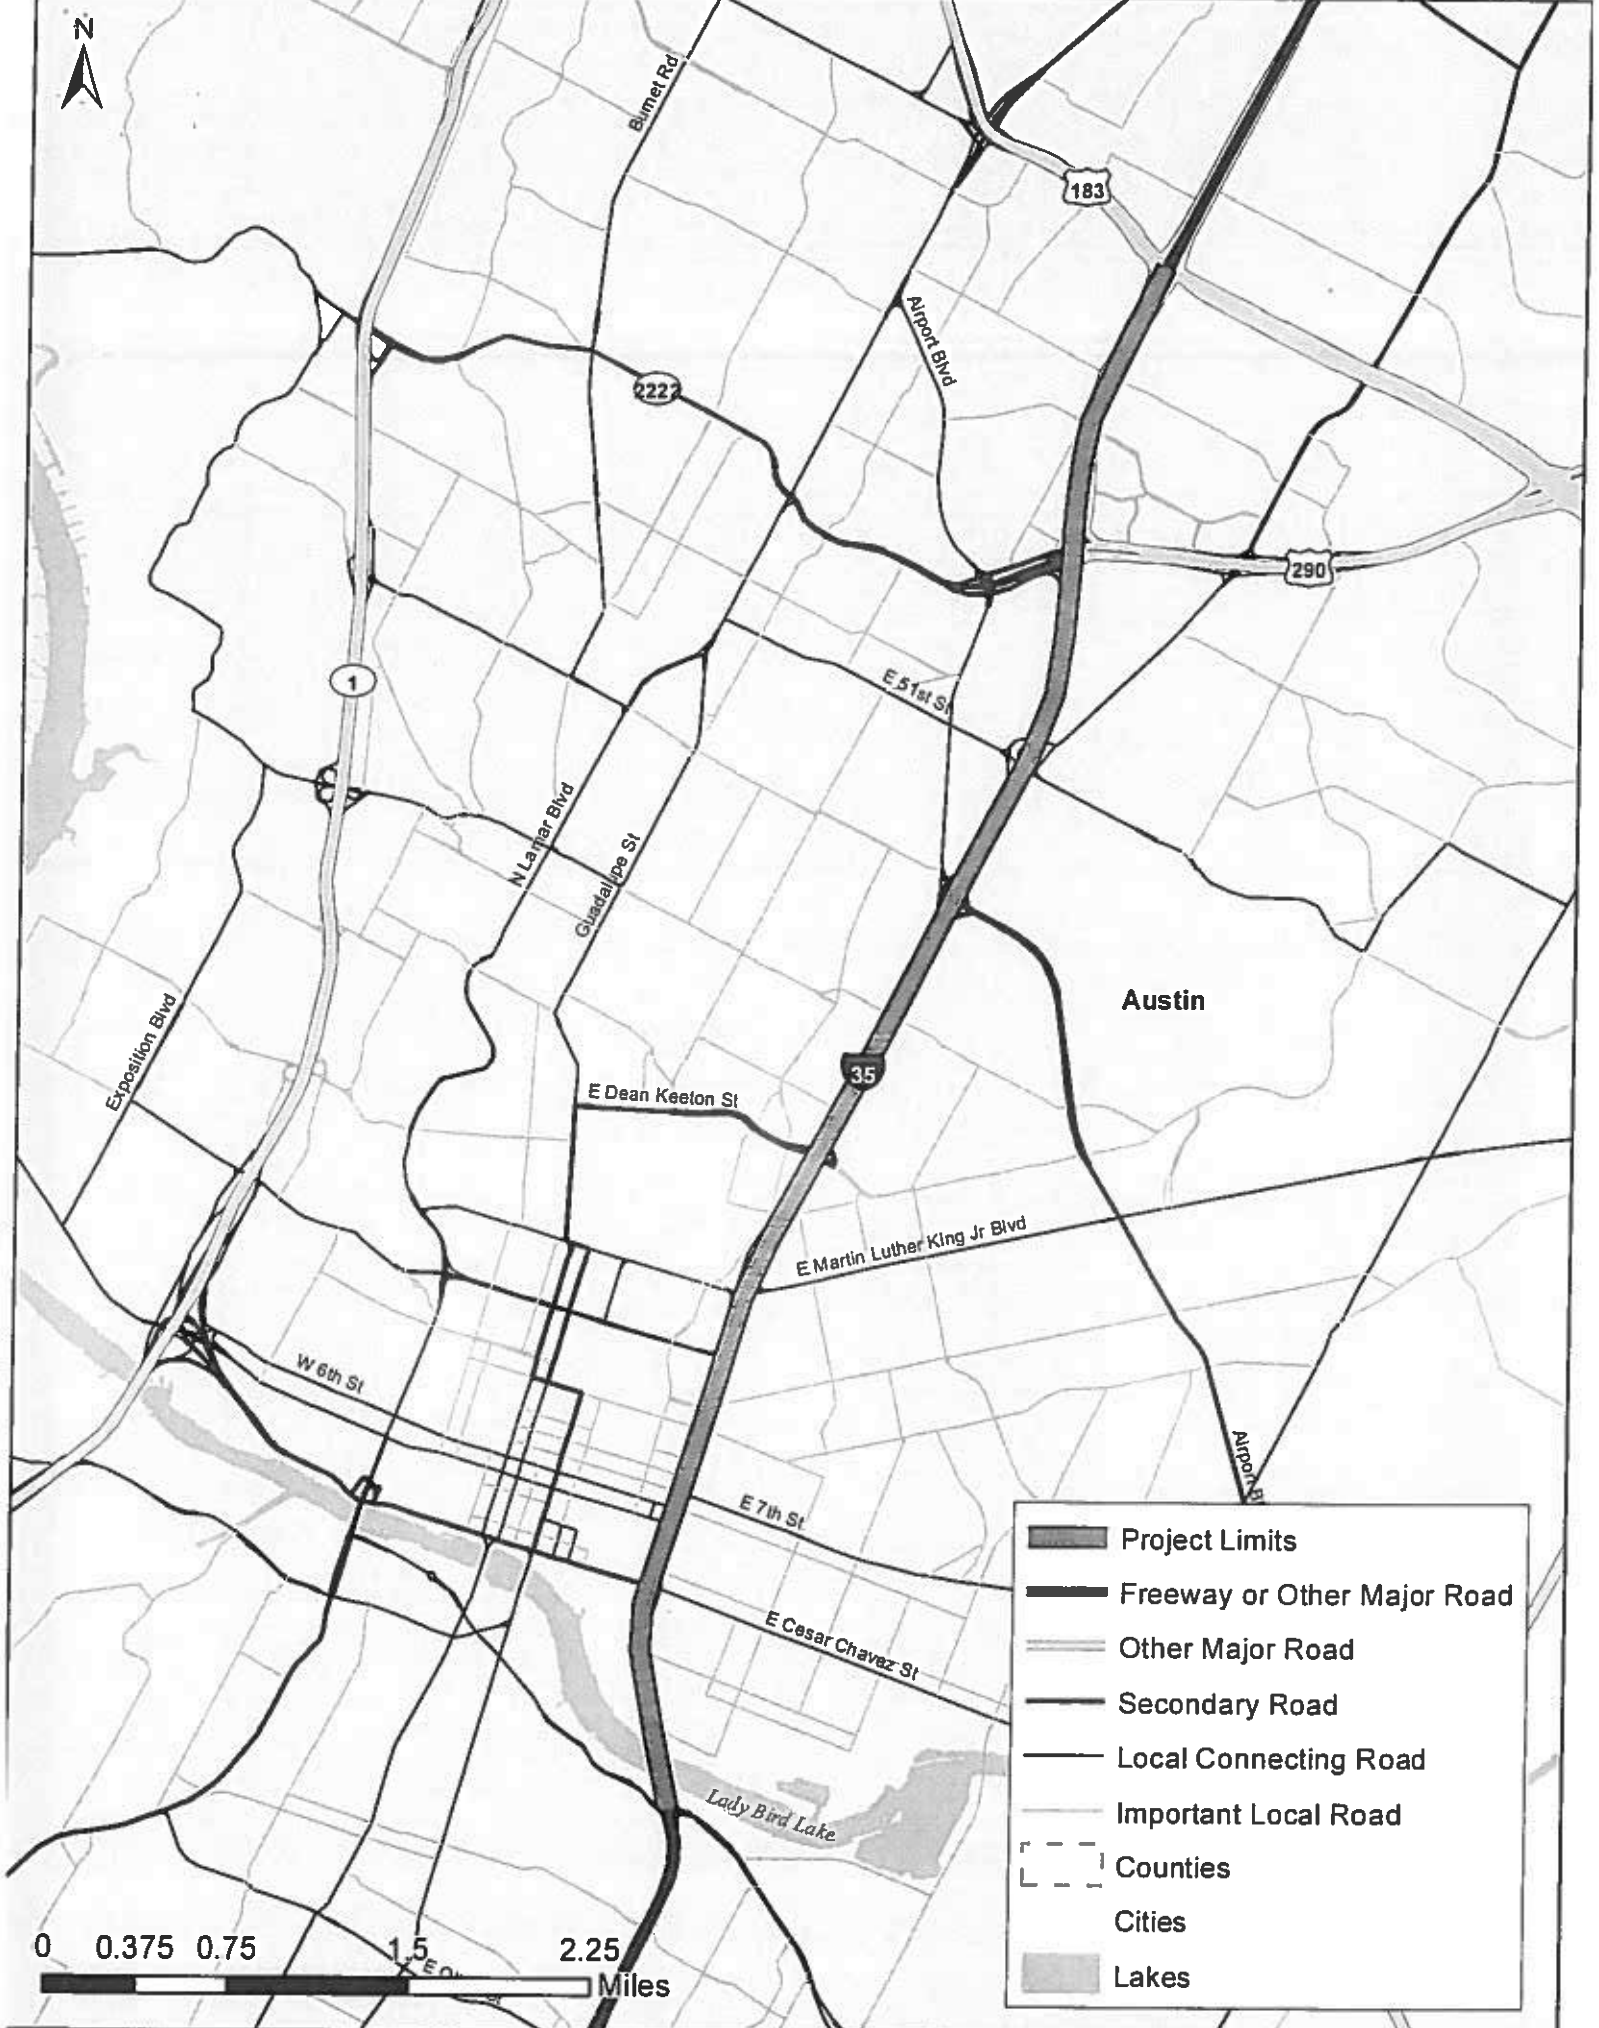 N
Burnet Rd
183
Airport Blvd
2222
290
E 51st St
1
N Lamar Blvd
Guadalupe St
Exposition Blvd
Austin
35
E Dean Keeton St
E Martin Luther King Jr Blvd
W 6th St
Airport Bl
E 7th St
E Cesar Chavez St
Lady Bird Lake
Project Limits
Freeway or Other Major Road
Other Major Road
Secondary Road
Local Connecting Road
Important Local Road
Counties
Cities
Lakes
0 0.375 0.75 1.5 2.25
Miles